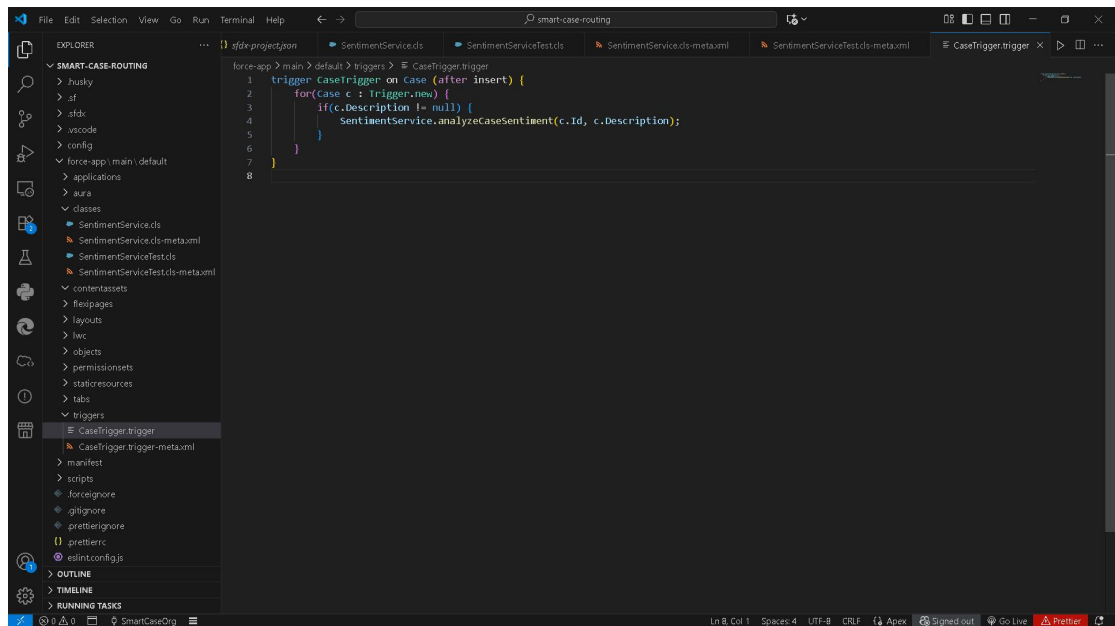 File Edit Selection View Go Run Terminal Help
smart-case-routing
EXPLORER
{} sfdx-project.json
SentimentService.cls
SentimentServiceTest.cls
SentimentService.cls-meta.xml
SentimentServiceTest.cls-meta.xml
CaseTrigger.trigger
SMART-CASE-ROUTING
.husky
.sf
.sfdx
.vscode
config
force-app \ main \ default
applications
aura
classes
SentimentService.cls
SentimentService.cls-meta.xml
SentimentServiceTest.cls
SentimentServiceTest.cls-meta.xml
contentassets
flexipages
layouts
lwc
objects
permissionsets
staticresources
tabs
triggers
CaseTrigger.trigger
CaseTrigger.trigger-meta.xml
manifest
scripts
.forceignore
.gitignore
.prettierignore
{} .prettierrc
eslint.config.js
OUTLINE
TIMELINE
RUNNING TASKS
force-app > main > default > triggers > CaseTrigger.trigger
1 trigger CaseTrigger on Case (after insert) {
2 for(Case c : Trigger.new) {
3 if(c.Description != null) {
4 SentimentService.analyzeCaseSentiment(c.Id, c.Description);
5 }
6 }
7 }
8
2
1
0 0 SmartCaseOrg
Ln 8, Col 1 Spaces: 4 UTF-8 CRLF Apex Signed out Go Live Prettier